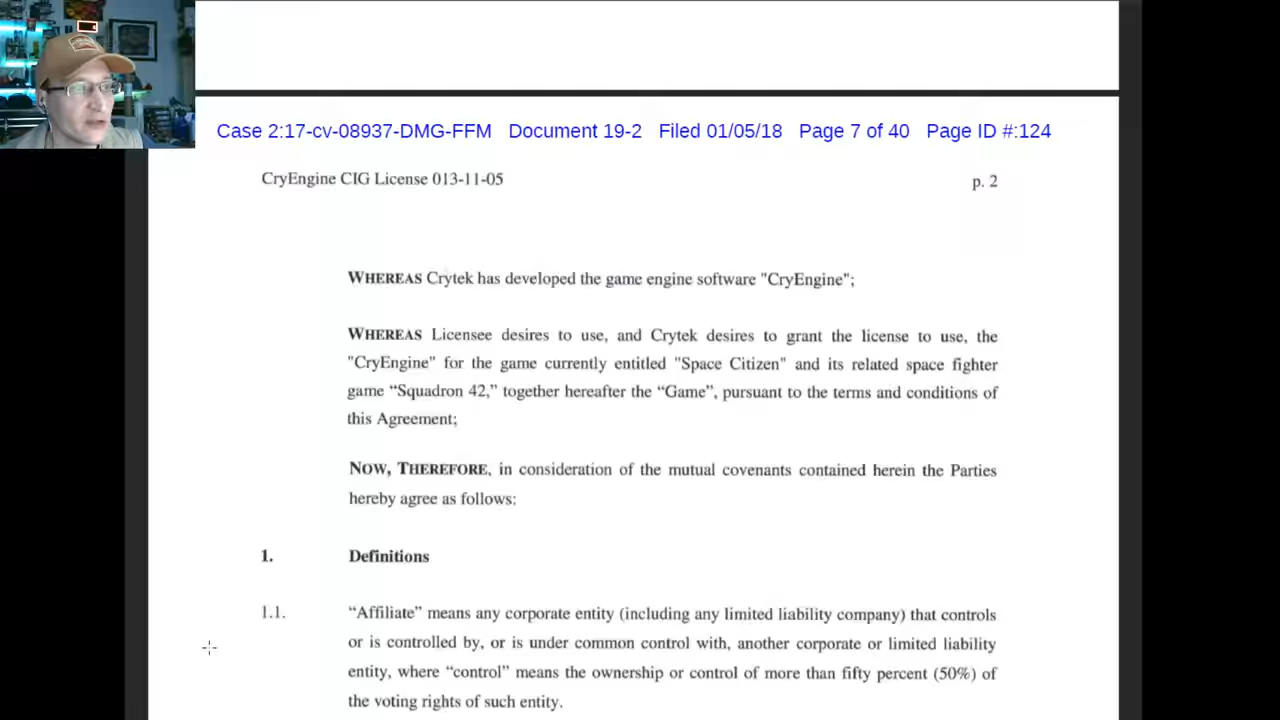 Case 2:17-cv-08937-DMG-FFM Document 19-2 Filed 01/05/18 Page 7 of 40 Page ID #:124
CryEngine CIG License 013-11-05 p. 2
WHEREAS Crytek has developed the game engine software "CryEngine";
WHEREAS Licensee desires to use, and Crytek desires to grant the license to use, the
"CryEngine" for the game currently entitled "Space Citizen" and its related space fighter
game “Squadron 42,” together hereafter the “Game”, pursuant to the terms and conditions of
this Agreement;
NOW, THEREFORE, in consideration of the mutual covenants contained herein the Parties
hereby agree as follows:
1. Definitions
1.1. “Affiliate” means any corporate entity (including any limited liability company) that controls
or is controlled by, or is under common control with, another corporate or limited liability
entity, where “control” means the ownership or control of more than fifty percent (50%) of
the voting rights of such entity.